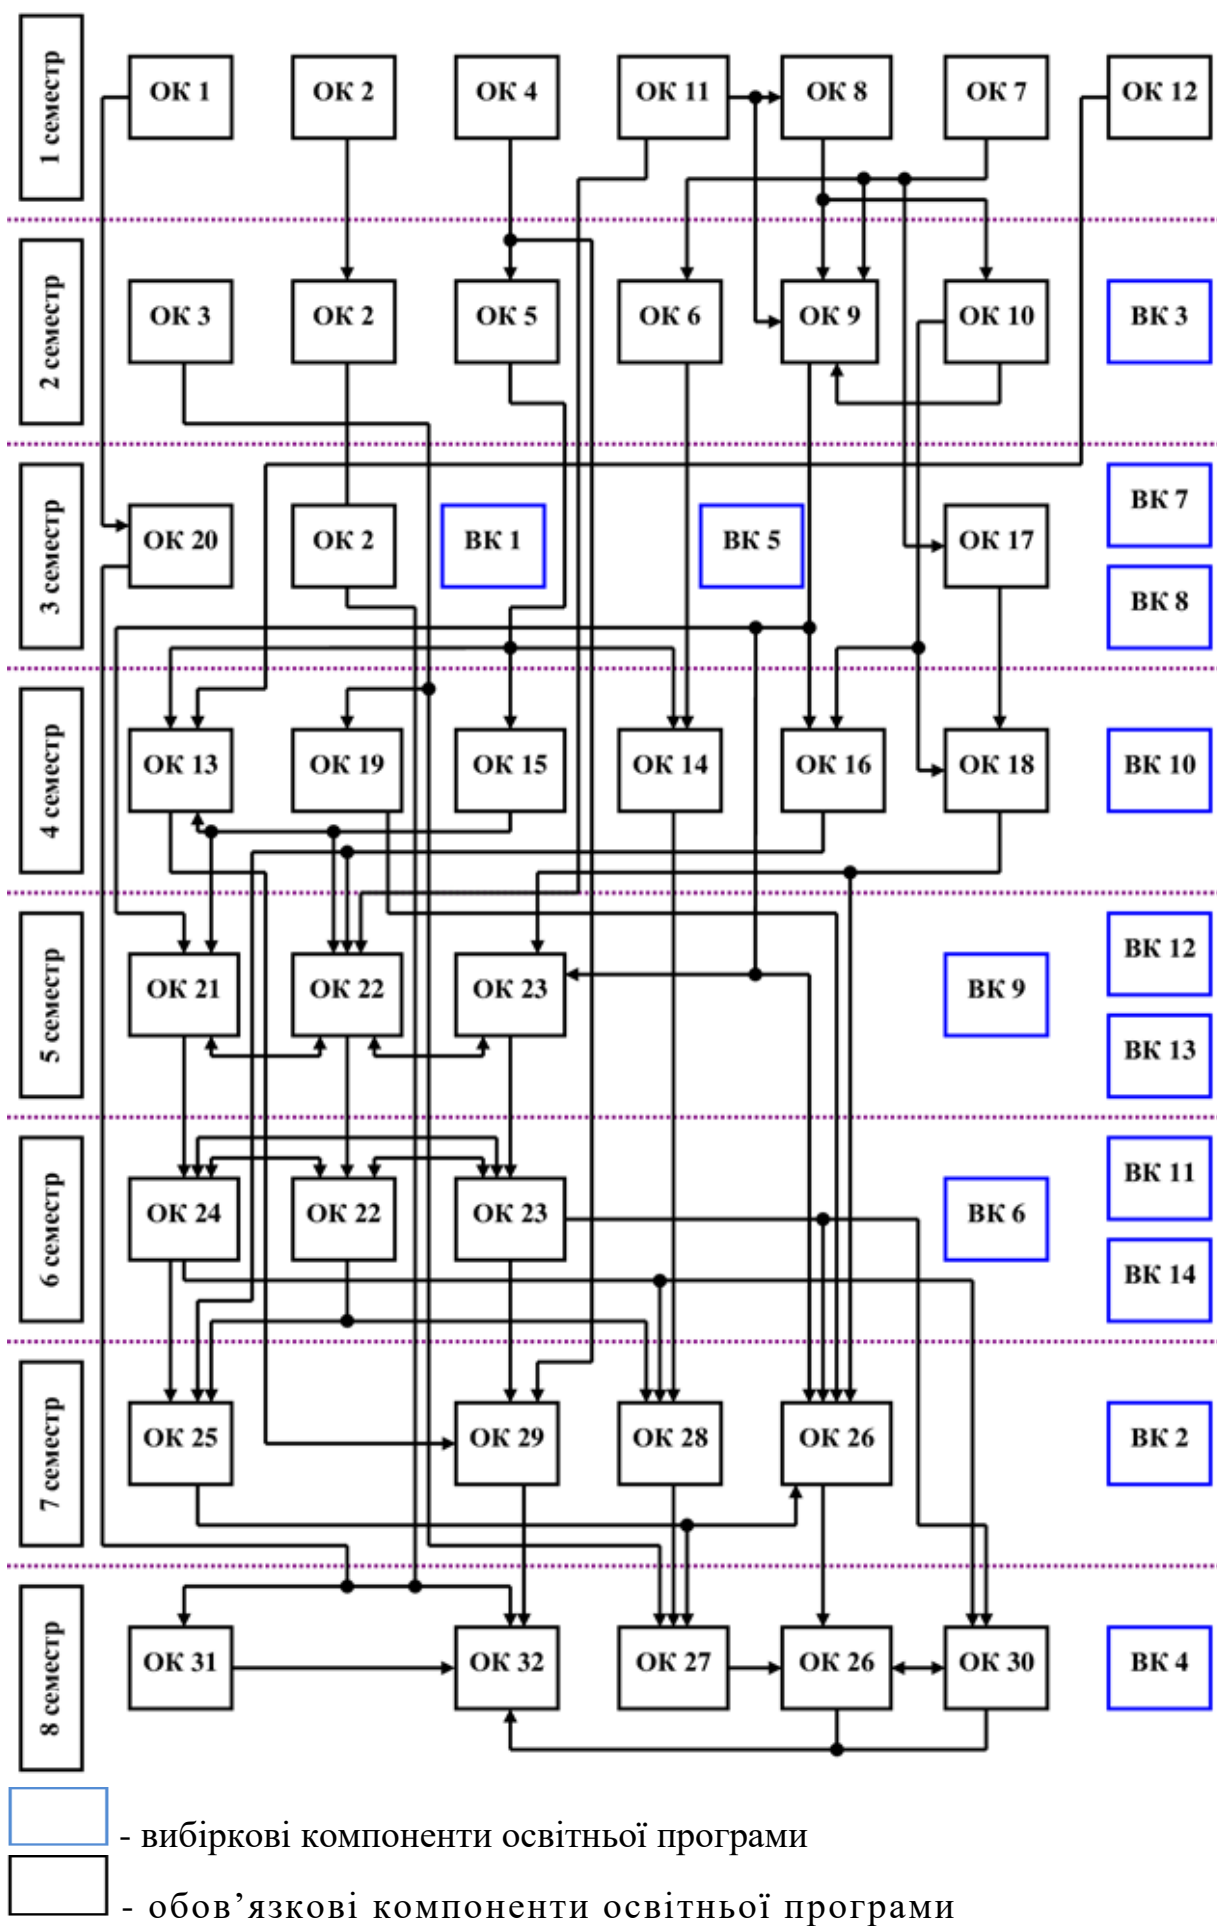 1 семестр
ОК 1 ОК 2 ОК 4 ОК 11 ОК 8 ОК 7 ОК 12
2 семестр
ОК 3 ОК 2 ОК 5 ОК 6 ОК 9 ОК 10 ВК 3
3 семестр
ВК 7
ОК 20 ОК 2 ВК 1 ВК 5 ОК 17
ВК 8
4 семестр
ОК 13 ОК 19 ОК 15 ОК 14 ОК 16 ОК 18 ВК 10
5 семестр
ВК 12
ОК 21 ОК 22 ОК 23 ВК 9
ВК 13
6 семестр
ВК 11
ОК 24 ОК 22 ОК 23 ВК 6
ВК 14
7 семестр
ОК 25 ОК 29 ОК 28 ОК 26 ВК 2
8 семестр
ОК 31 ОК 32 ОК 27 ОК 26 ОК 30 ВК 4
- вибіркові компоненти освітньої програми
- обов’язкові компоненти освітньої програми